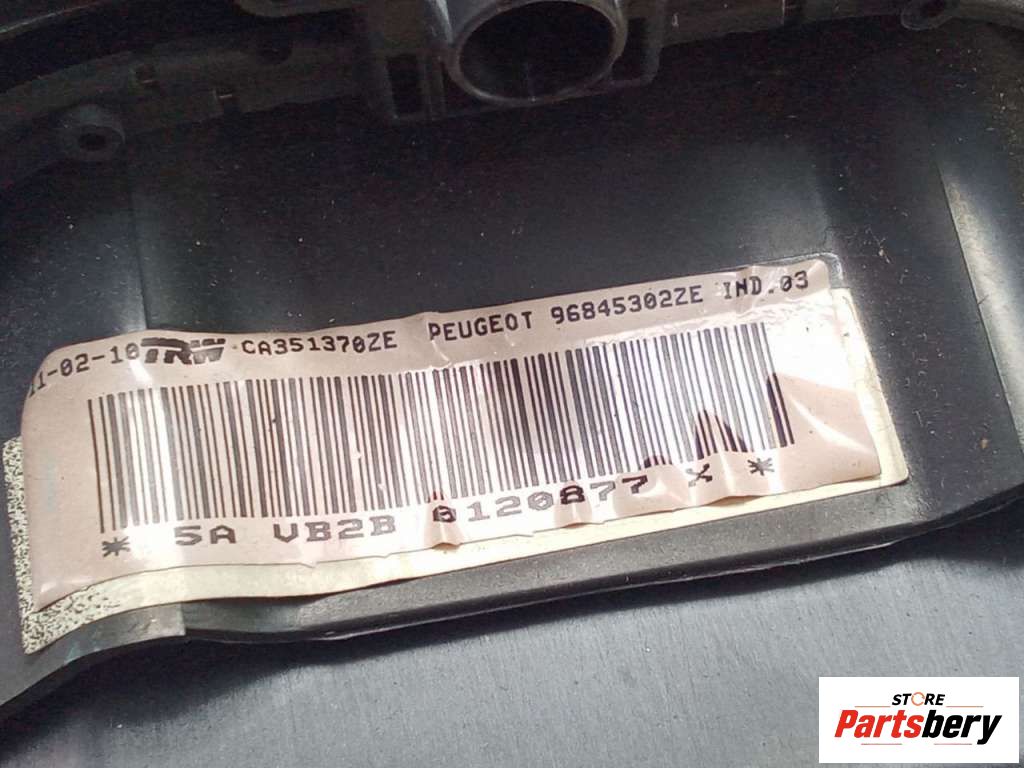 11-02-10 TRW CA351370ZE PEUGEOT 96845302ZE IND.03
* 5A VB2B 0120877 X *
STORE
Partsbery